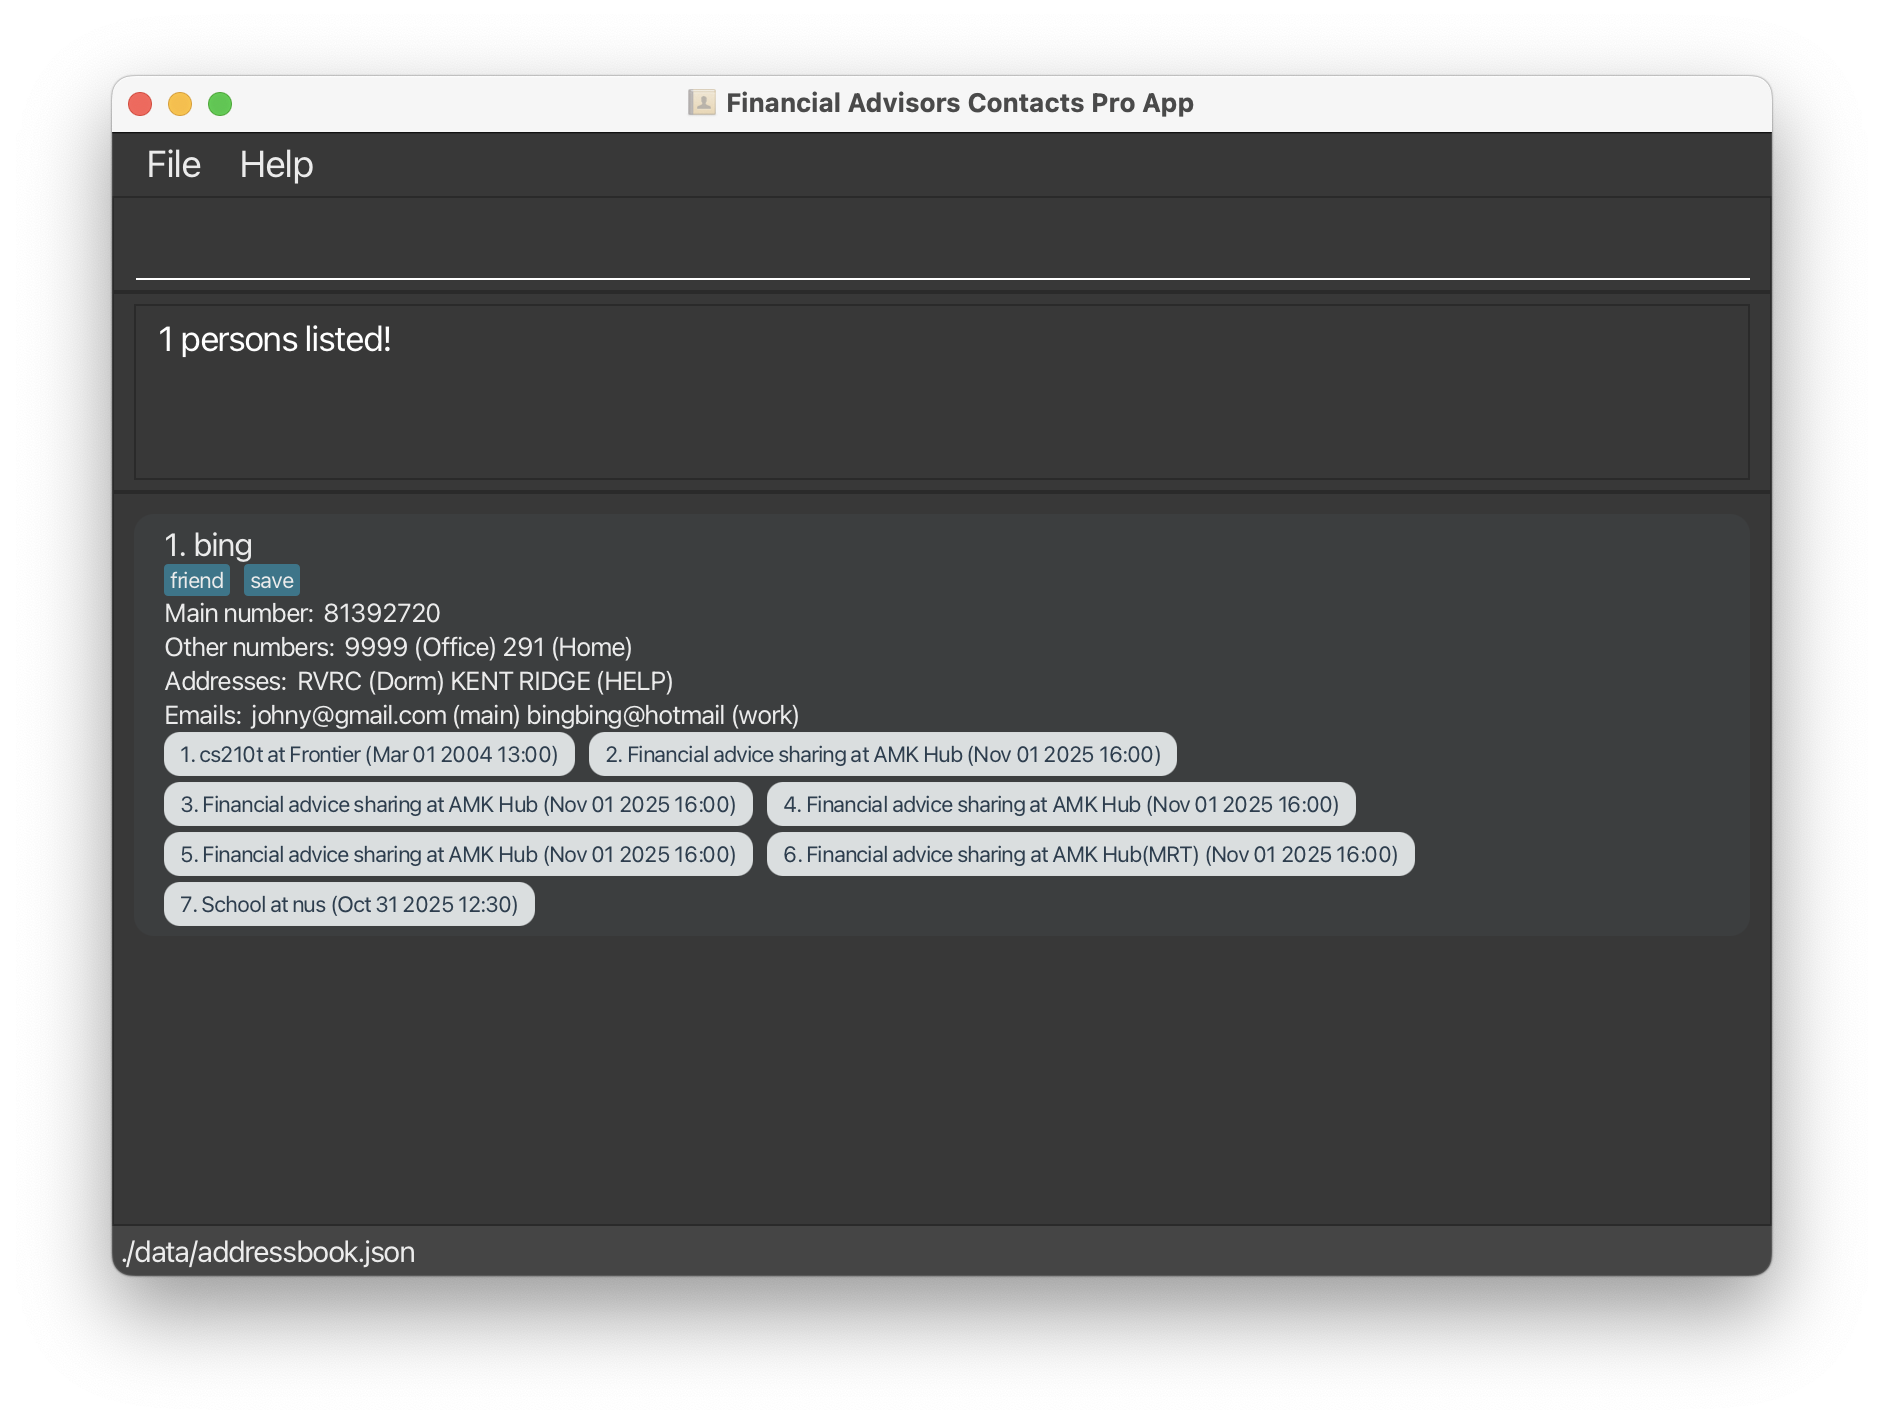 Financial Advisors Contacts Pro App
File Help
1 persons listed!
1. bing
friend save
Main number: 81392720
Other numbers: 9999 (Office) 291 (Home)
Addresses: RVRC (Dorm) KENT RIDGE (HELP)
Emails: johny@gmail.com (main) bingbing@hotmail (work)
1. cs210t at Frontier (Mar 01 2004 13:00) 2. Financial advice sharing at AMK Hub (Nov 01 2025 16:00)
3. Financial advice sharing at AMK Hub (Nov 01 2025 16:00) 4. Financial advice sharing at AMK Hub (Nov 01 2025 16:00)
5. Financial advice sharing at AMK Hub (Nov 01 2025 16:00) 6. Financial advice sharing at AMK Hub(MRT) (Nov 01 2025 16:00)
7. School at nus (Oct 31 2025 12:30)
./data/addressbook.json